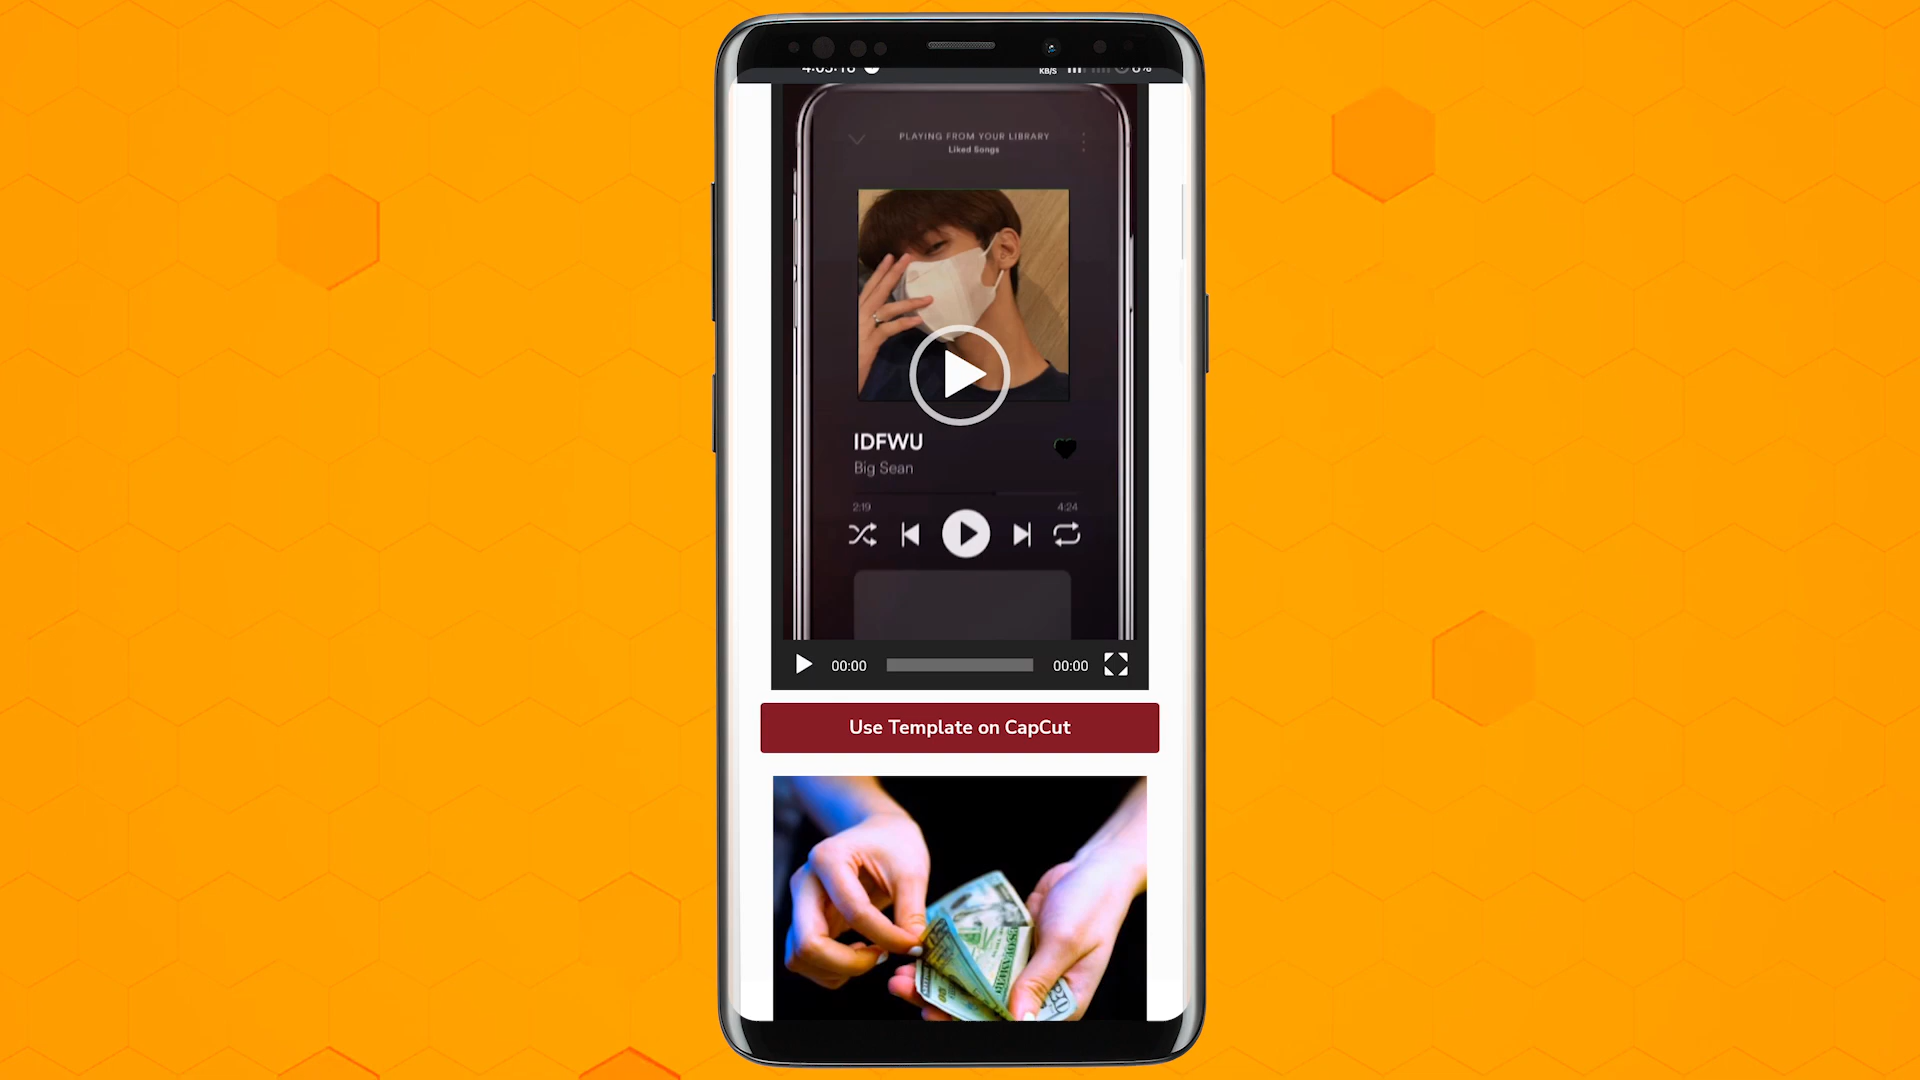 KB/S
PLAYING FROM YOUR LIBRARY
Liked Songs
IDFWU
Big Sean
2:19 4:24
00:00 00:00
Use Template on CapCut